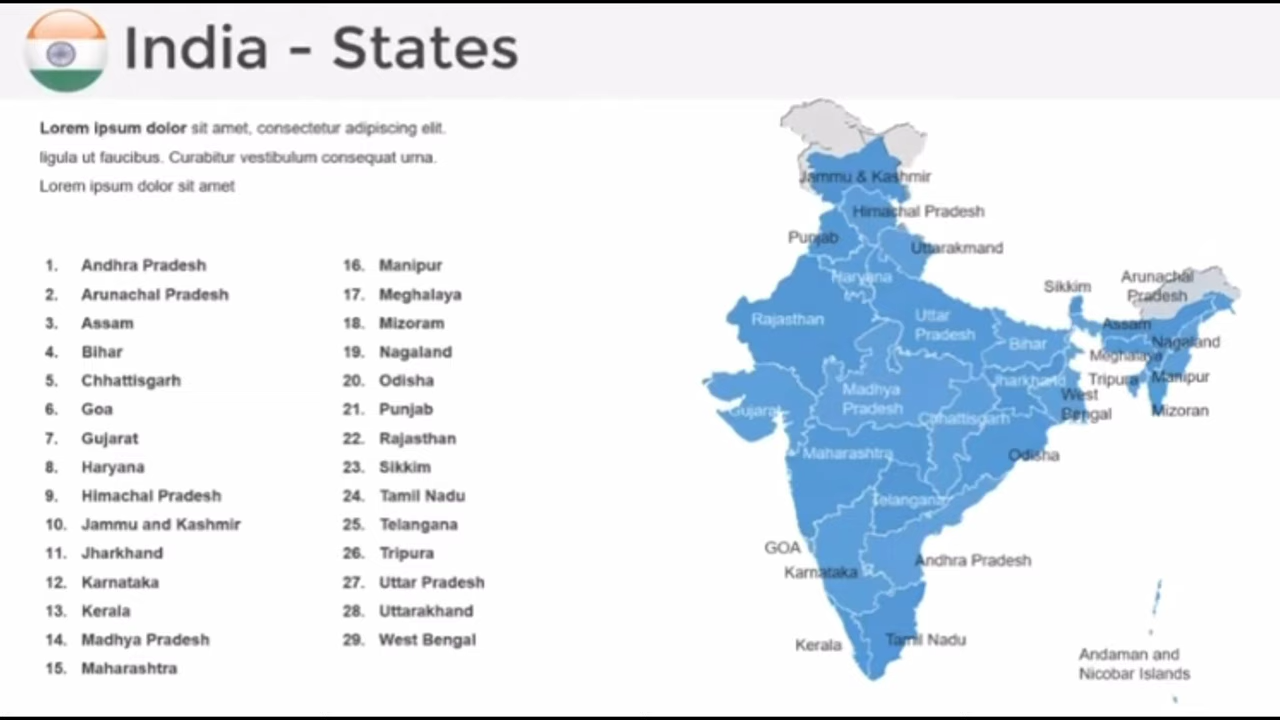 India - States
Lorem ipsum dolor sit amet, consectetur adipiscing elit.
ligula ut faucibus. Curabitur vestibulum consequat urna.
Lorem ipsum dolor sit amet
1. Andhra Pradesh
2. Arunachal Pradesh
3. Assam
4. Bihar
5. Chhattisgarh
6. Goa
7. Gujarat
8. Haryana
9. Himachal Pradesh
10. Jammu and Kashmir
11. Jharkhand
12. Karnataka
13. Kerala
14. Madhya Pradesh
15. Maharashtra
16. Manipur
17. Meghalaya
18. Mizoram
19. Nagaland
20. Odisha
21. Punjab
22. Rajasthan
23. Sikkim
24. Tamil Nadu
25. Telangana
26. Tripura
27. Uttar Pradesh
28. Uttarakhand
29. West Bengal
Jammu & Kashmir
Himachal Pradesh
Punjab
Uttarakmand
Haryana
Sikkim
Arunachal
Pradesh
Rajasthan
Uttar
Pradesh
Bihar
Assam
Nagaland
Meghalaya
Jharkhand
Tripura
Manipur
Madhya
Pradesh
West
Bengal
Gujarat
Chhattisgarh
Mizoran
Maharashtra
Odisha
Telangana
GOA
Karnataka
Andhra Pradesh
Kerala
Tamil Nadu
Andaman and
Nicobar Islands